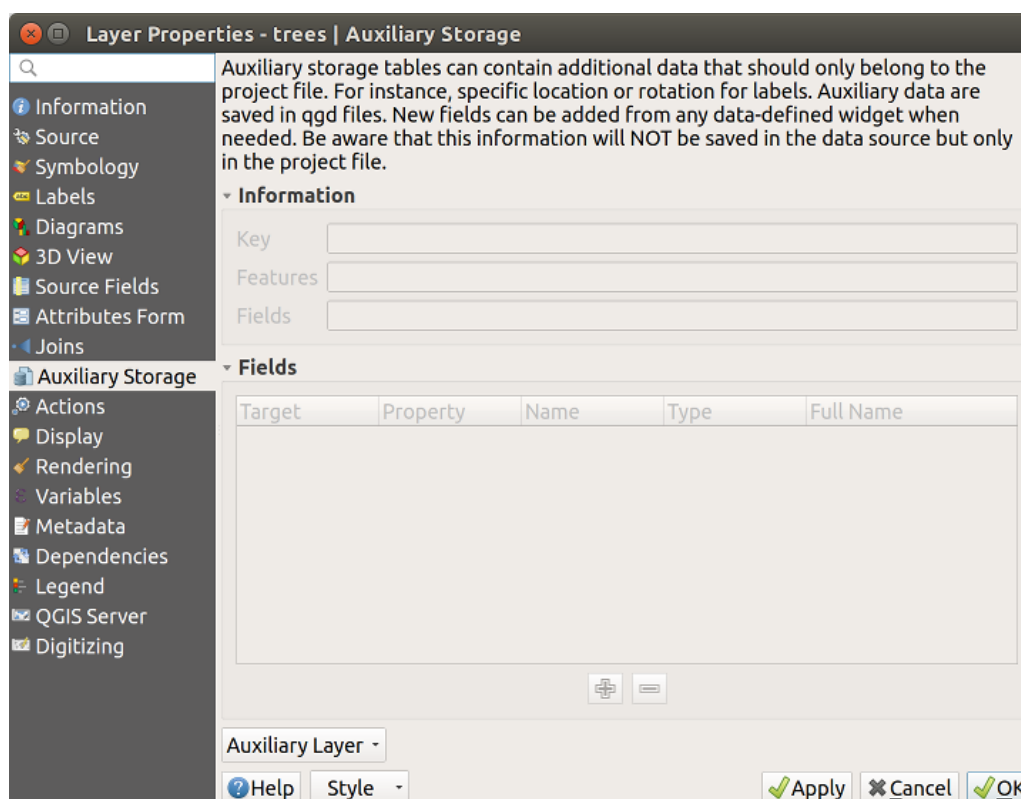 Layer Properties - trees | Auxiliary Storage
Information
Source
Symbology
Labels
Diagrams
3D View
Source Fields
Attributes Form
Joins
Auxiliary Storage
Actions
Display
Rendering
Variables
Metadata
Dependencies
Legend
QGIS Server
Digitizing
Auxiliary storage tables can contain additional data that should only belong to the
project file. For instance, specific location or rotation for labels. Auxiliary data are
saved in qgd files. New fields can be added from any data-defined widget when
needed. Be aware that this information will NOT be saved in the data source but only
in the project file.
Information
Key
Features
Fields
Fields
Target Property Name Type Full Name
Auxiliary Layer
Help Style Apply Cancel OK